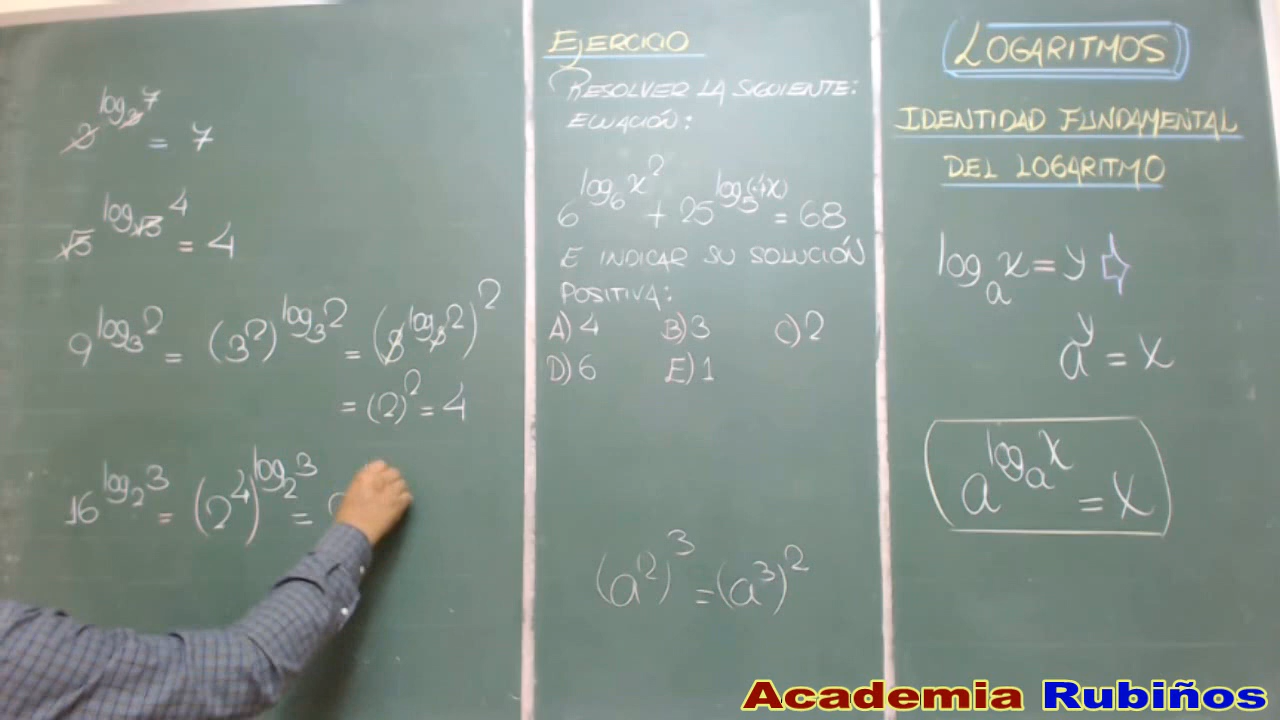 2^log₂7 = 7
√5^log√5 4 = 4
9^log₃2 = (3²)^log₃2 = (3^log₃2)²
= (2)² = 4
16^log₂3 = (2⁴)^log₂3 =
EJERCICIO
RESOLVER LA SIGUIENTE:
ECUACIÓN:
6^log₆x² + 25^log₅(4x) = 68
E INDICAR SU SOLUCIÓN
POSITIVA:
A) 4 B) 3 C) 2
D) 6 E) 1
(a²)³ = (a³)²
LOGARITMOS
IDENTIDAD FUNDAMENTAL
DEL LOGARITMO
logₐx = y ⇨
a^y = x
a^logₐx = x
Academia Rubiños